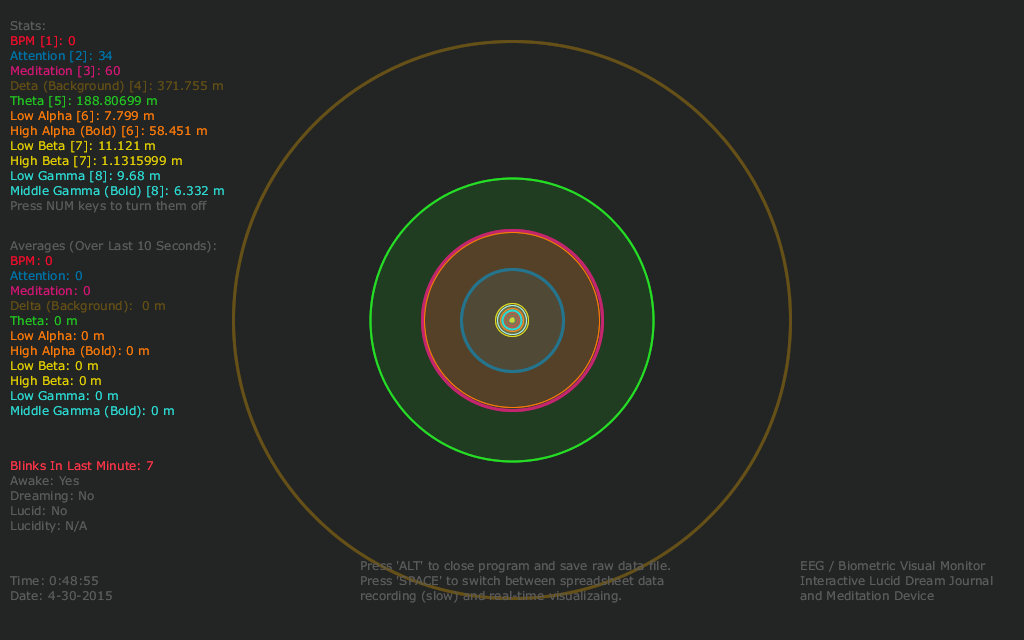 Stats:
BPM [1]: 0
Attention [2]: 34
Meditation [3]: 60
Deta (Background) [4]: 371.755 m
Theta [5]: 188.80699 m
Low Alpha [6]: 7.799 m
High Alpha (Bold) [6]: 58.451 m
Low Beta [7]: 11.121 m
High Beta [7]: 1.1315999 m
Low Gamma [8]: 9.68 m
Middle Gamma (Bold) [8]: 6.332 m
Press NUM keys to turn them off
Averages (Over Last 10 Seconds):
BPM: 0
Attention: 0
Meditation: 0
Delta (Background):  0 m
Theta: 0 m
Low Alpha: 0 m
High Alpha (Bold): 0 m
Low Beta: 0 m
High Beta: 0 m
Low Gamma: 0 m
Middle Gamma (Bold): 0 m
Blinks In Last Minute: 7
Awake: Yes
Dreaming: No
Lucid: No
Lucidity: N/A
Time: 0:48:55
Date: 4-30-2015
Press 'ALT' to close program and save raw data file.
Press 'SPACE' to switch between spreadsheet data
recording (slow) and real-time visualizaing.
EEG / Biometric Visual Monitor
Interactive Lucid Dream Journal
and Meditation Device